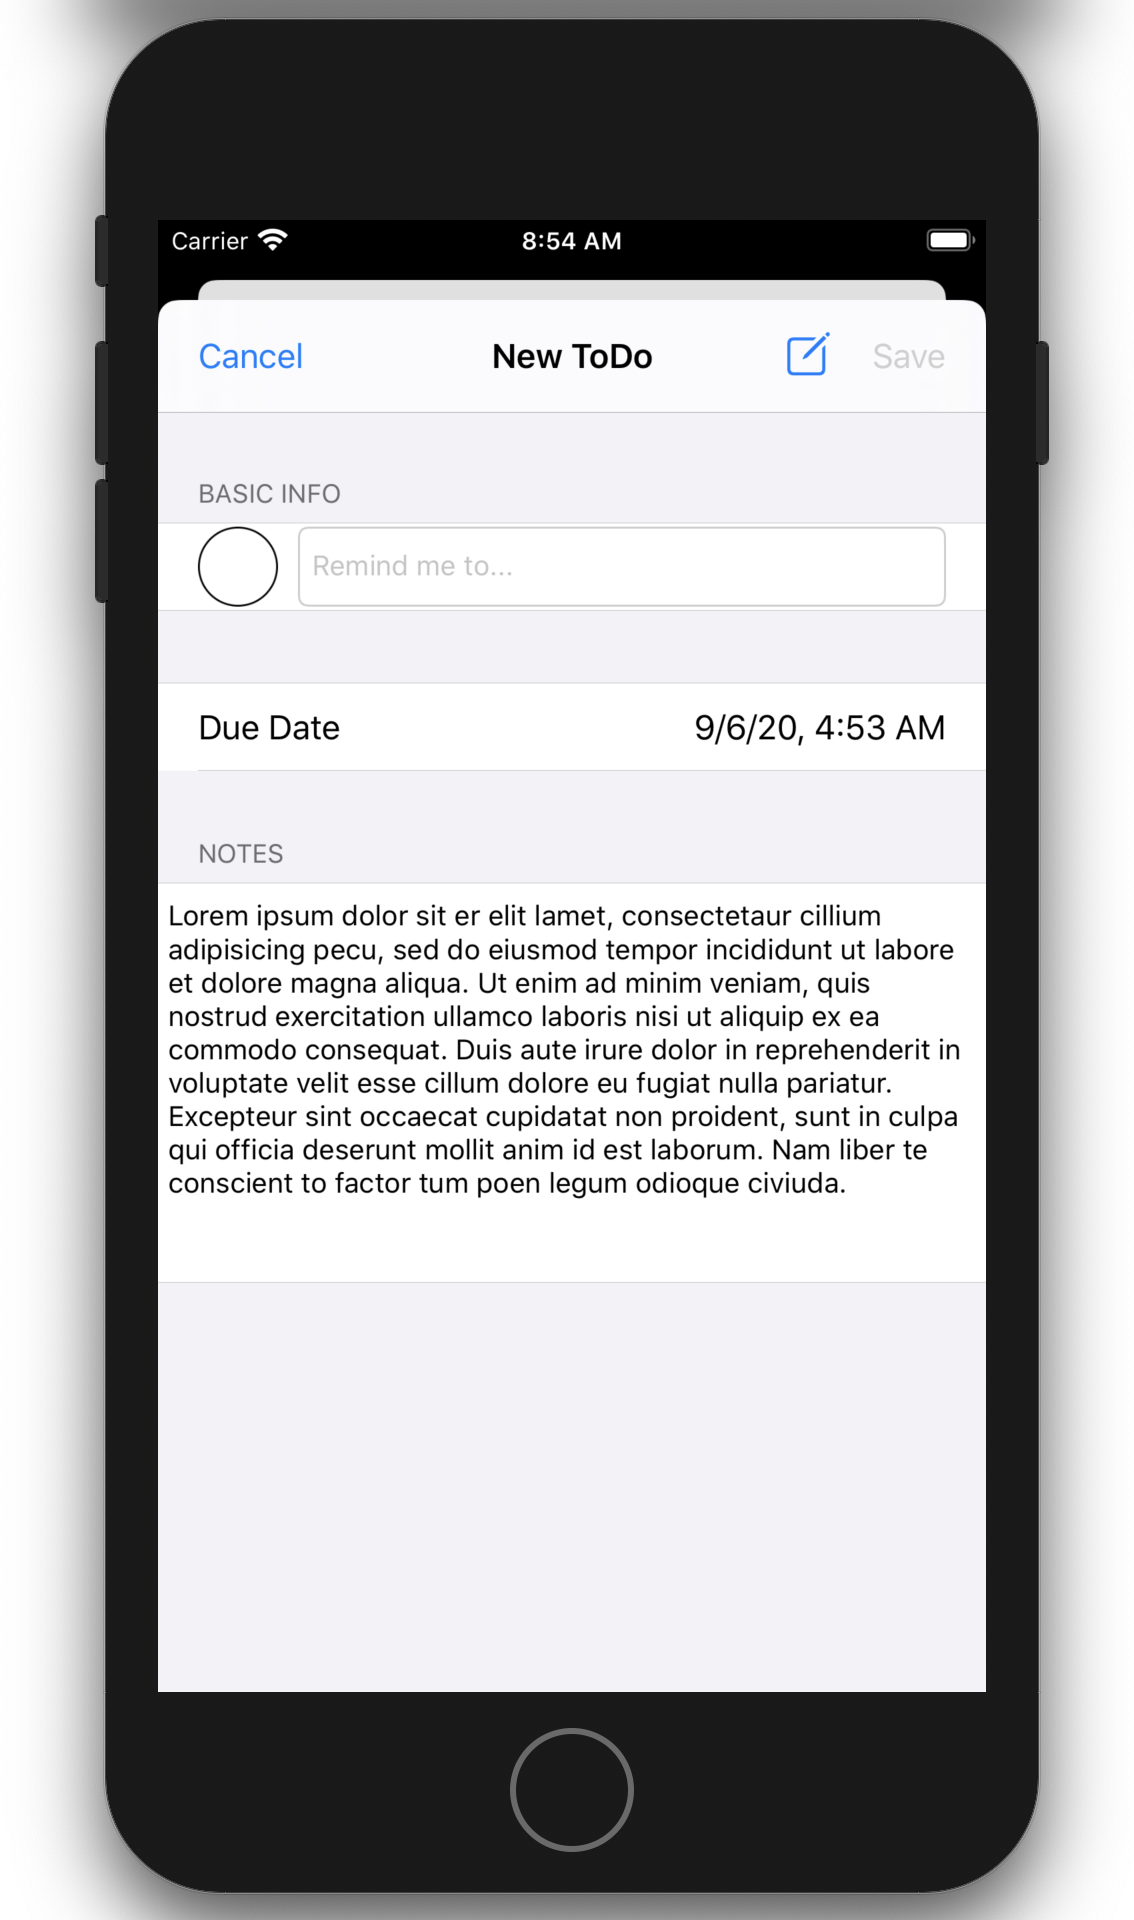 Carrier 8:54 AM
Cancel New ToDo Save
BASIC INFO
Remind me to...
Due Date 9/6/20, 4:53 AM
NOTES
Lorem ipsum dolor sit er elit lamet, consectetaur cillium
adipisicing pecu, sed do eiusmod tempor incididunt ut labore
et dolore magna aliqua. Ut enim ad minim veniam, quis
nostrud exercitation ullamco laboris nisi ut aliquip ex ea
commodo consequat. Duis aute irure dolor in reprehenderit in
voluptate velit esse cillum dolore eu fugiat nulla pariatur.
Excepteur sint occaecat cupidatat non proident, sunt in culpa
qui officia deserunt mollit anim id est laborum. Nam liber te
conscient to factor tum poen legum odioque civiuda.